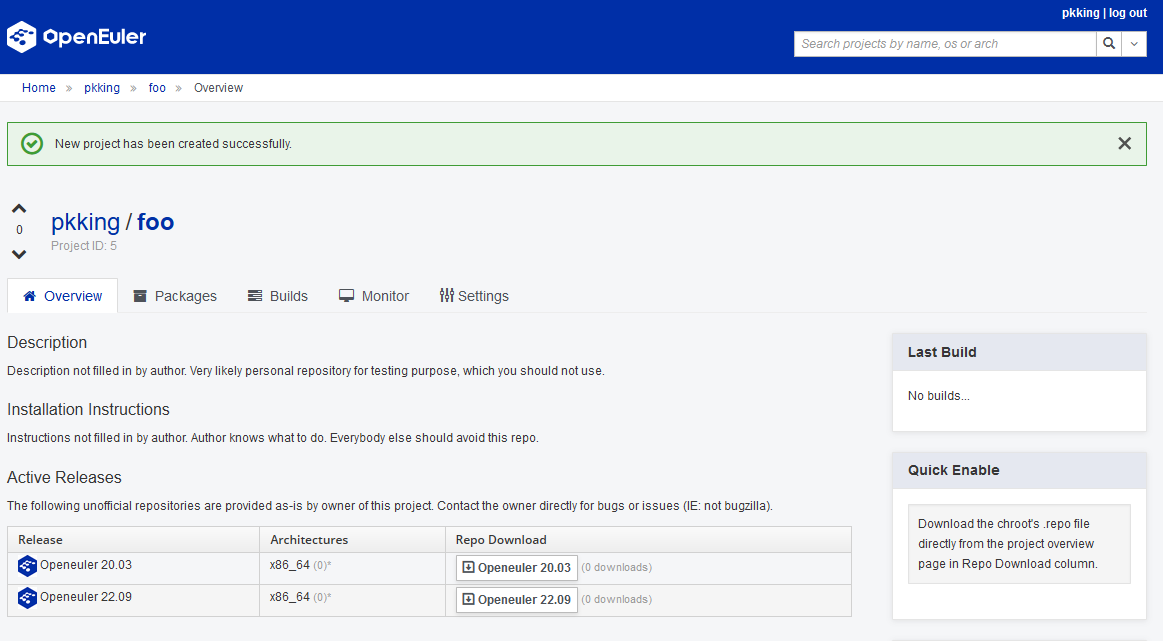 pkking | log out
OpenEuler
Search projects by name, os or arch
Home » pkking » foo » Overview
New project has been created successfully.
0
pkking / foo
Project ID: 5
Overview Packages Builds Monitor Settings
Description
Description not filled in by author. Very likely personal repository for testing purpose, which you should not use.
Installation Instructions
Instructions not filled in by author. Author knows what to do. Everybody else should avoid this repo.
Active Releases
The following unofficial repositories are provided as-is by owner of this project. Contact the owner directly for bugs or issues (IE: not bugzilla).
Release Architectures Repo Download
Openeuler 20.03 x86_64 (0)* Openeuler 20.03 (0 downloads)
Openeuler 22.09 x86_64 (0)* Openeuler 22.09 (0 downloads)
Last Build
No builds...
Quick Enable
Download the chroot's .repo file
directly from the project overview
page in Repo Download column.